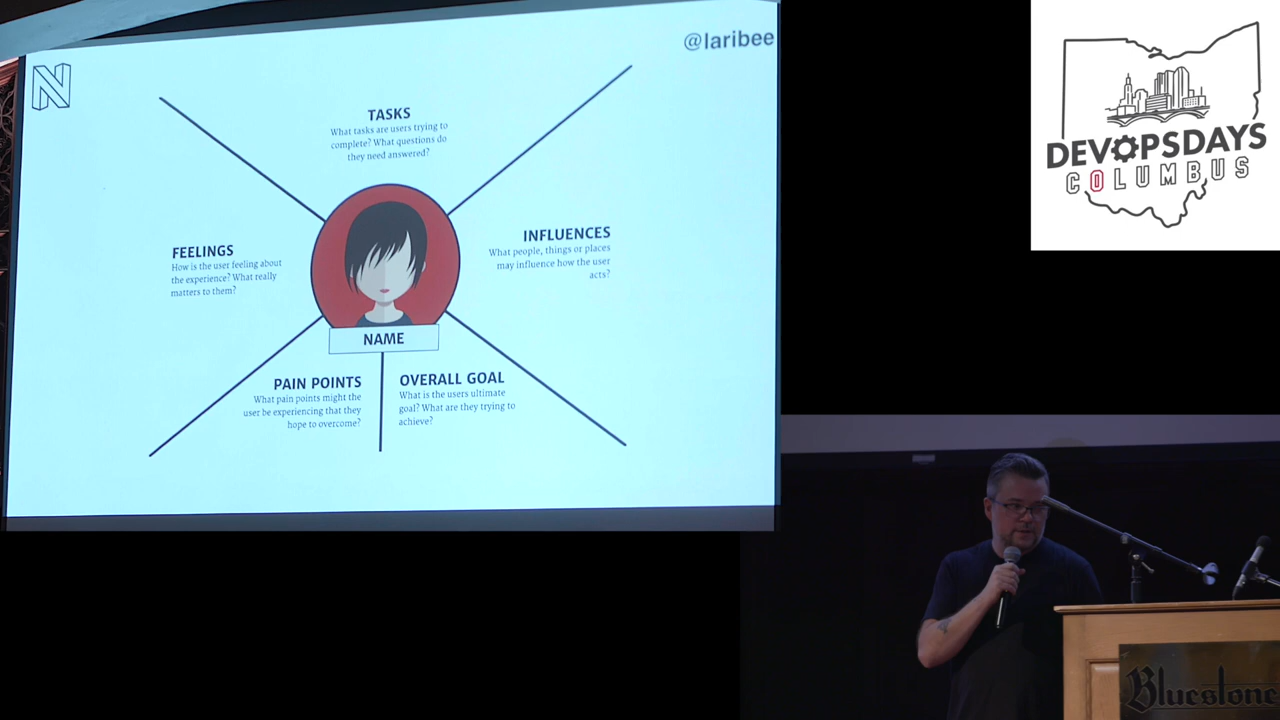 @laribee
N
TASKS
What tasks are users trying to
complete? What questions do
they need answered?
FEELINGS
How is the user feeling about
the experience? What really
matters to them?
INFLUENCES
What people, things or places
may influence how the user
acts?
NAME
PAIN POINTS
What pain points might the
user be experiencing that they
hope to overcome?
OVERALL GOAL
What is the users ultimate
goal? What are they trying to
achieve?
DEVOPSDAYS
COLUMBUS
Bluestone